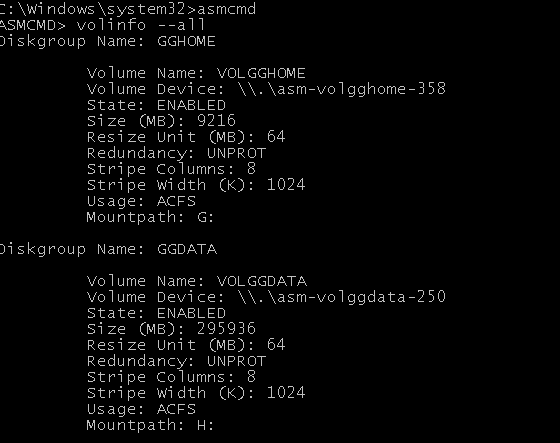 C:\Windows\system32>asmcmd
ASMCMD> volinfo --all
Diskgroup Name: GGHOME
Volume Name: VOLGGHOME
Volume Device: \\.\asm-volgghome-358
State: ENABLED
Size (MB): 9216
Resize Unit (MB): 64
Redundancy: UNPROT
Stripe Columns: 8
Stripe Width (K): 1024
Usage: ACFS
Mountpath: G:
Diskgroup Name: GGDATA
Volume Name: VOLGGDATA
Volume Device: \\.\asm-volggdata-250
State: ENABLED
Size (MB): 295936
Resize Unit (MB): 64
Redundancy: UNPROT
Stripe Columns: 8
Stripe Width (K): 1024
Usage: ACFS
Mountpath: H: